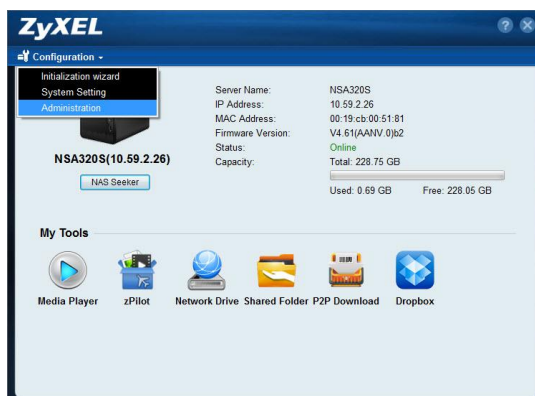 ZyXEL
Configuration
Initialization wizard
System Setting
Administration
NSA320S(10.59.2.26)
NAS Seeker
Server Name: NSA320S
IP Address: 10.59.2.26
MAC Address: 00:19:cb:00:51:81
Firmware Version: V4.61(AANV.0)b2
Status: Online
Capacity: Total: 228.75 GB
Used: 0.69 GB Free: 228.05 GB
My Tools
Media Player zPilot Network Drive Shared Folder P2P Download Dropbox